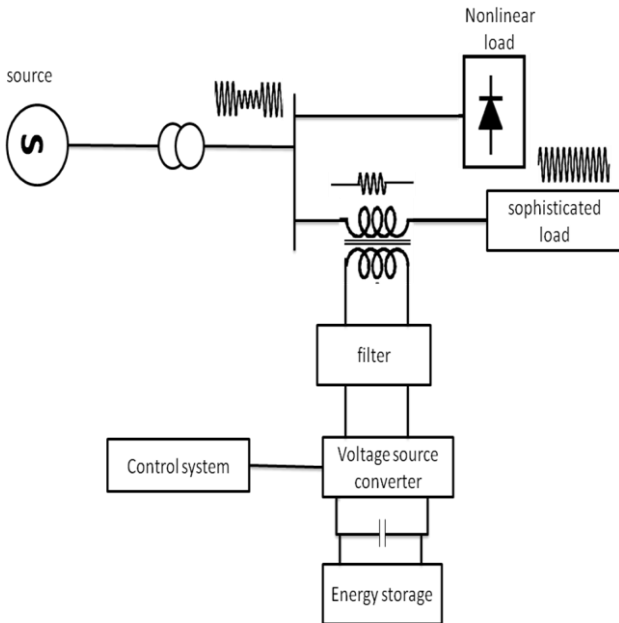 Nonlinear
load
source
S
sophisticated
load
filter
Control system
Voltage source
converter
Energy storage